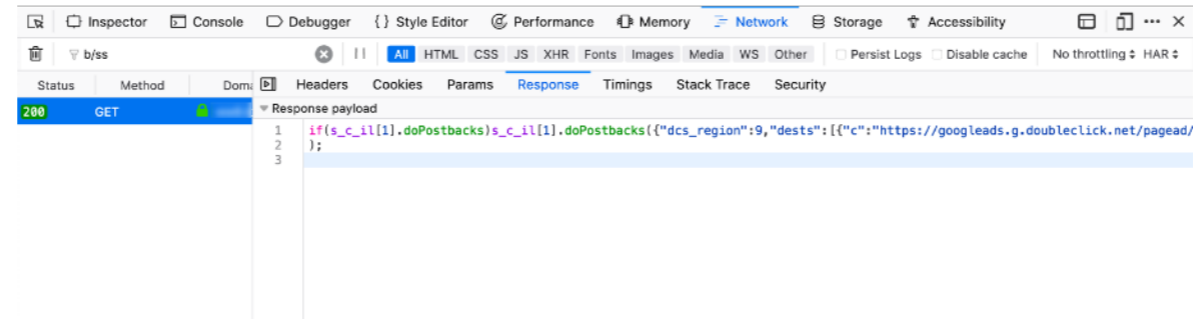 Inspector Console Debugger {} Style Editor Performance Memory Network Storage Accessibility
b/ss All HTML CSS JS XHR Fonts Images Media WS Other Persist Logs Disable cache No throttling HAR
Status Method Doma Headers Cookies Params Response Timings Stack Trace Security
200 GET Response payload
1 if(s_c_il[1].doPostbacks)s_c_il[1].doPostbacks({"dcs_region":9,"dests":[{"c":"https://googleads.g.doubleclick.net/pagead/
2 );
3